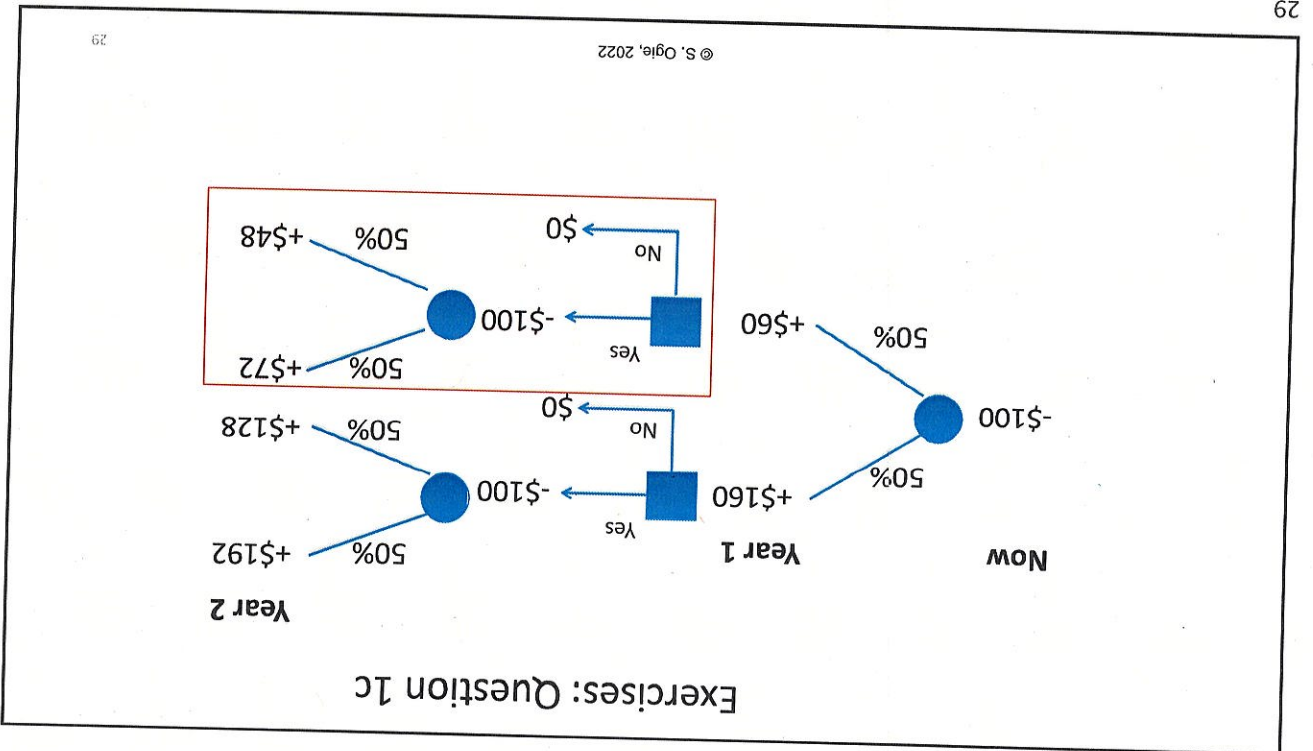 Exercises: Question 1c
Now
Year 1
Year 2
-$100
50%
+$160
Yes
-$100
50%
+$192
50%
+$128
No
$0
50%
+$60
Yes
-$100
50%
+$72
50%
+$48
No
$0
© S. Ogie, 2022
29
29